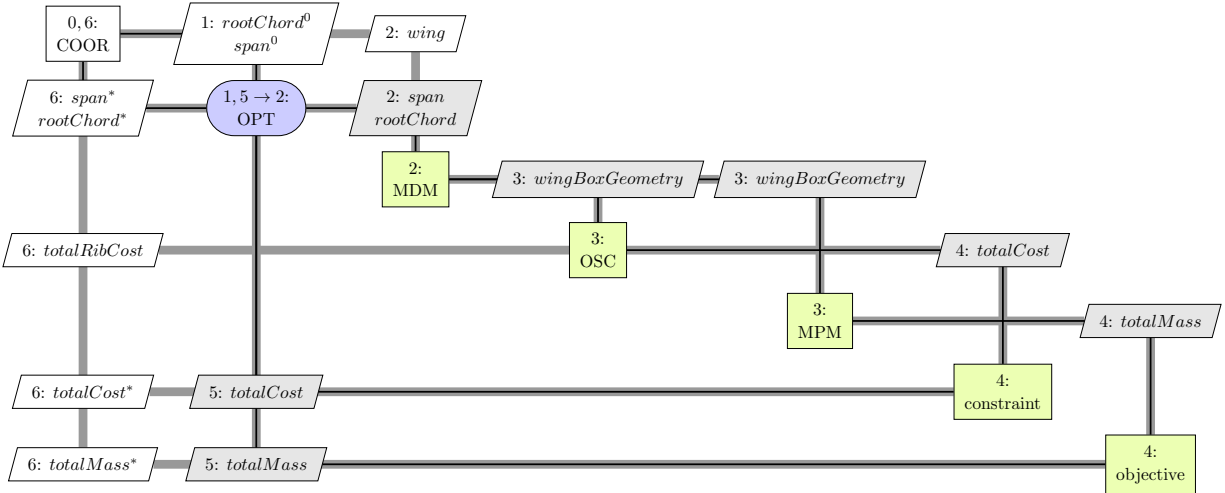 0, 6:
COOR
1: rootChord⁰
span⁰
2: wing
6: span*
rootChord*
1, 5 → 2:
OPT
2: span
rootChord
2:
MDM
3: wingBoxGeometry
3: wingBoxGeometry
6: totalRibCost
3:
OSC
4: totalCost
3:
MPM
4: totalMass
6: totalCost*
5: totalCost
4:
constraint
6: totalMass*
5: totalMass
4:
objective